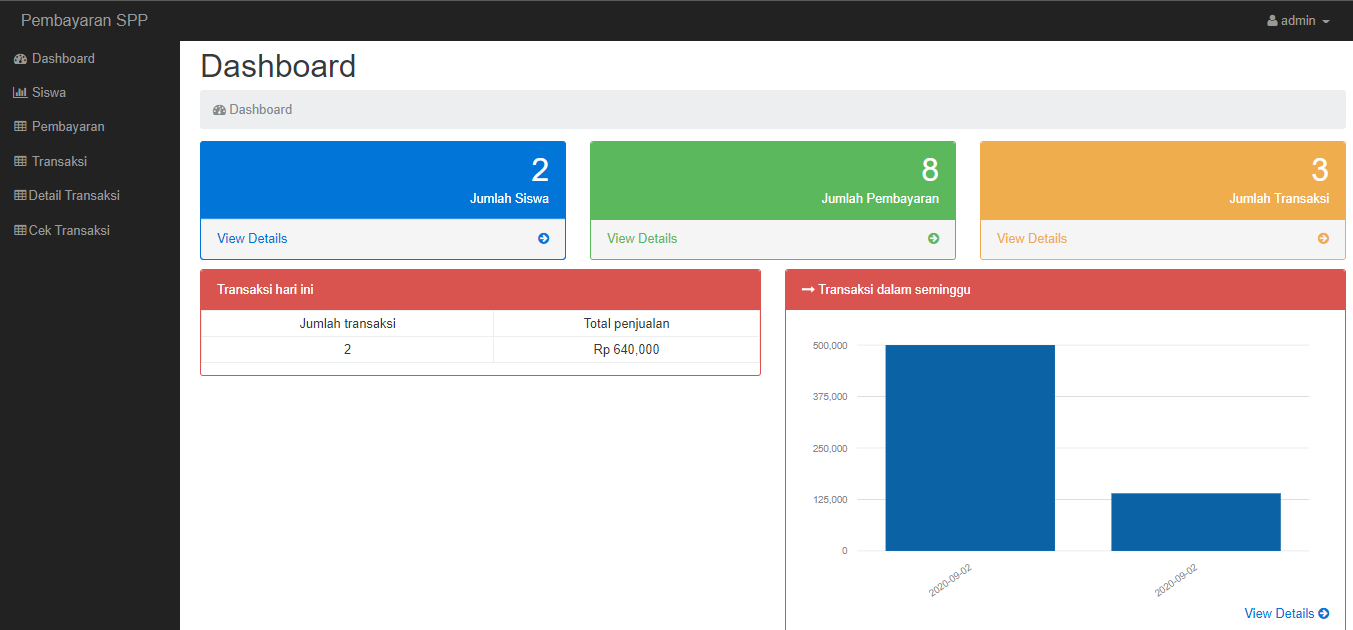 Pembayaran SPP
admin
Dashboard
Siswa
Pembayaran
Transaksi
Detail Transaksi
Cek Transaksi
Dashboard
Dashboard
2
Jumlah Siswa
View Details
8
Jumlah Pembayaran
View Details
3
Jumlah Transaksi
View Details
Transaksi hari ini
Jumlah transaksi Total penjualan
2 Rp 640,000
Transaksi dalam seminggu
500,000
375,000
250,000
125,000
0
2020-09-02 2020-09-02
View Details